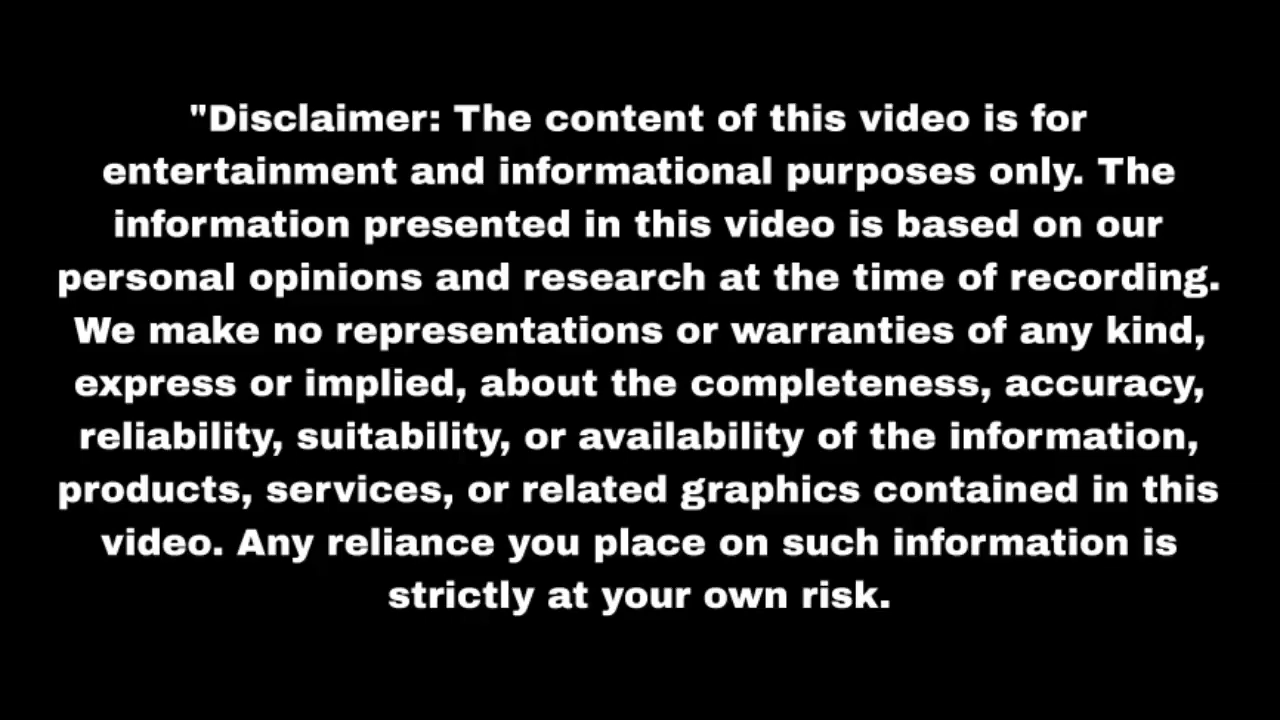 "Disclaimer: The content of this video is for
entertainment and informational purposes only. The
information presented in this video is based on our
personal opinions and research at the time of recording.
We make no representations or warranties of any kind,
express or implied, about the completeness, accuracy,
reliability, suitability, or availability of the information,
products, services, or related graphics contained in this
video. Any reliance you place on such information is
strictly at your own risk.